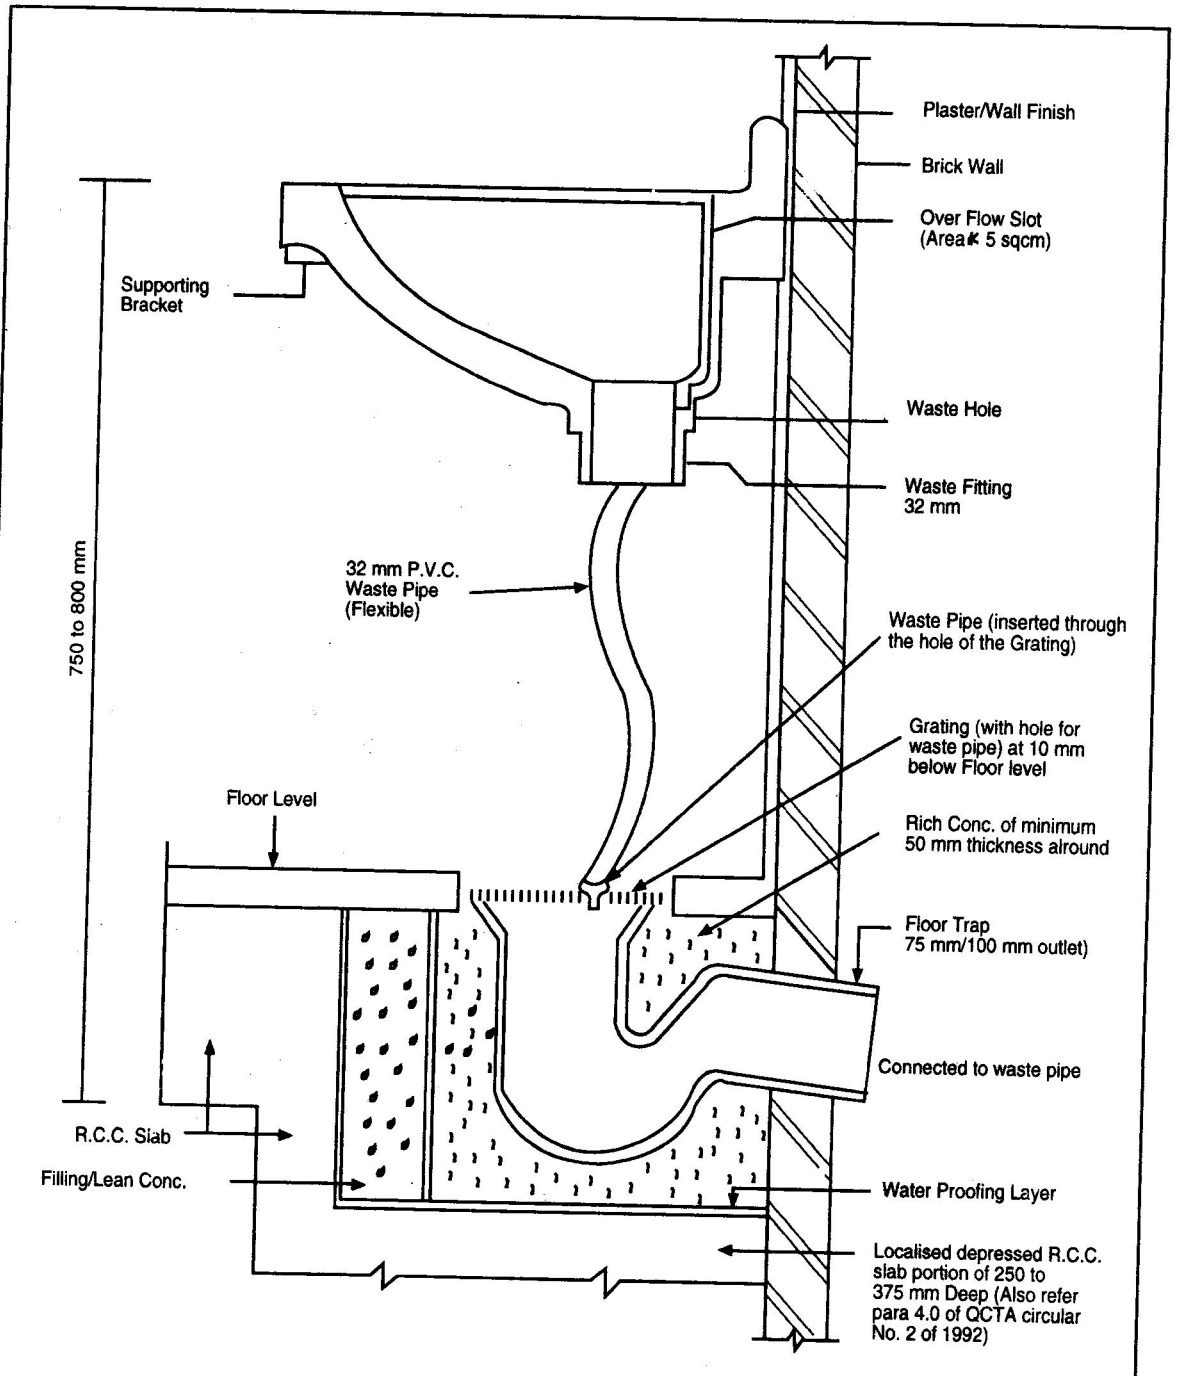 Plaster/Wall Finish
Brick Wall
Over Flow Slot
(Area ≮ 5 sqcm)
Supporting
Bracket
Waste Hole
Waste Fitting
32 mm
750 to 800 mm
32 mm P.V.C.
Waste Pipe
(Flexible)
Waste Pipe (inserted through
the hole of the Grating)
Grating (with hole for
waste pipe) at 10 mm
below Floor level
Floor Level
Rich Conc. of minimum
50 mm thickness alround
Floor Trap
75 mm/100 mm outlet)
Connected to waste pipe
R.C.C. Slab
Filling/Lean Conc.
Water Proofing Layer
Localised depressed R.C.C.
slab portion of 250 to
375 mm Deep (Also refer
para 4.0 of QCTA circular
No. 2 of 1992)